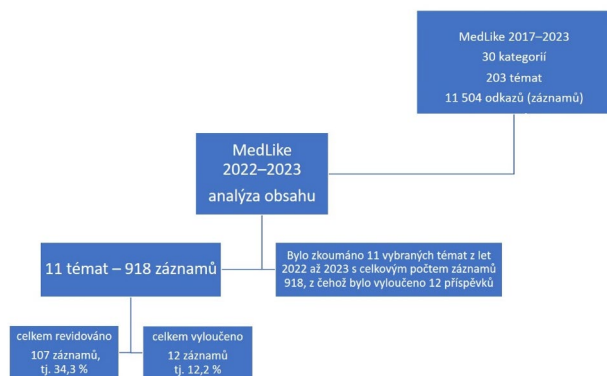 MedLike 2017–2023
30 kategorií
203 témat
11 504 odkazů (záznamů)
MedLike
2022–2023
analýza obsahu
11 témat – 918 záznamů
Bylo zkoumáno 11 vybraných témat z let
2022 až 2023 s celkovým počtem záznamů
918, z čehož bylo vyloučeno 12 příspěvků
celkem revidováno
107 záznamů,
tj. 34,3 %
celkem vyloučeno
12 záznamů
tj. 12,2 %